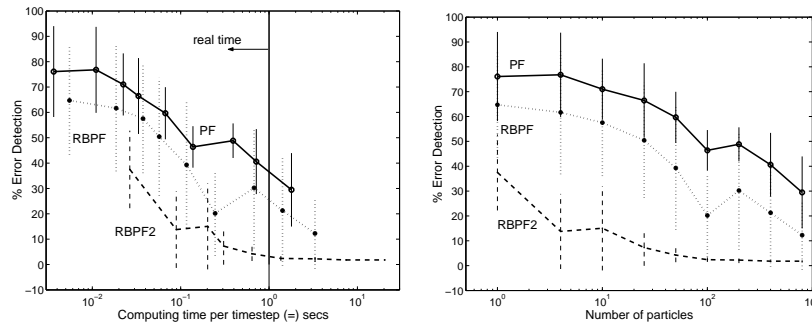 100
90
80
70
60
50
40
30
20
10
0
−10
% Error Detection
real time
PF
RBPF
RBPF2
10⁻²
10⁻¹
10⁰
10¹
Computing time per timestep (=) secs
100
90
80
70
60
50
40
30
20
10
0
−10
% Error Detection
PF
RBPF
RBPF2
10⁰
10¹
10²
Number of particles